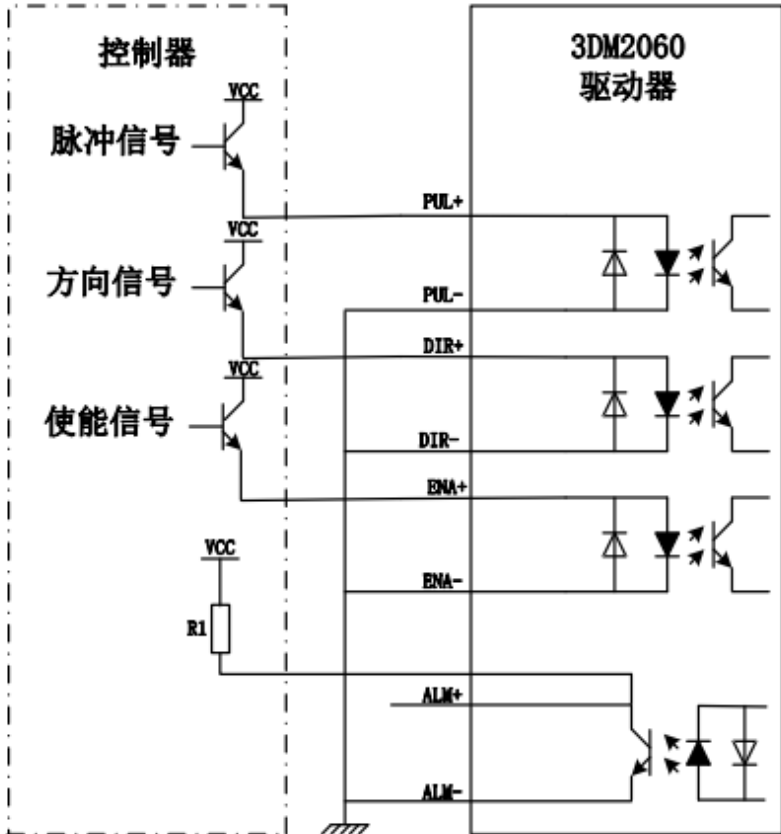 控制器
3DM2060
驱动器
VCC
脉冲信号
PUL+
VCC
方向信号
PUL-
DIR+
VCC
使能信号
DIR-
ENA+
VCC
ENA-
R1
ALM+
ALM-